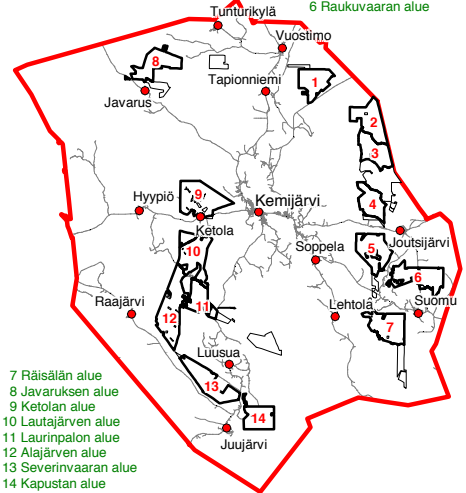 6 Raukuvaaran alue
Tunturikylä
Vuostimo
8
Tapionniemi
1
Javarus
2
3
9
Hyypiö
Kemijärvi
4
Ketola
Joutsijärvi
10
Soppela
5
6
Raajärvi
11
Lehtola
Suomu
12
7
Luusua
13
7 Räisälän alue
8 Javaruksen alue
9 Ketolan alue
10 Lautajärven alue
11 Laurinpalon alue
12 Alajärven alue
13 Severinvaaran alue
14 Kapustan alue
14
Juujärvi